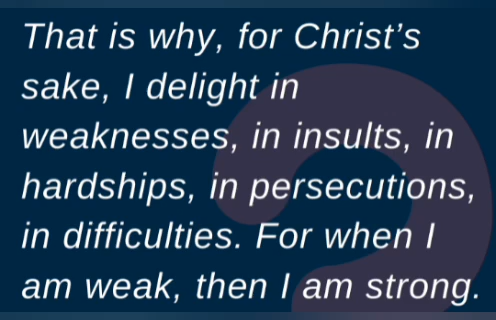 That is why, for Christ’s
sake, I delight in
weaknesses, in insults, in
hardships, in persecutions,
in difficulties. For when I
am weak, then I am strong.